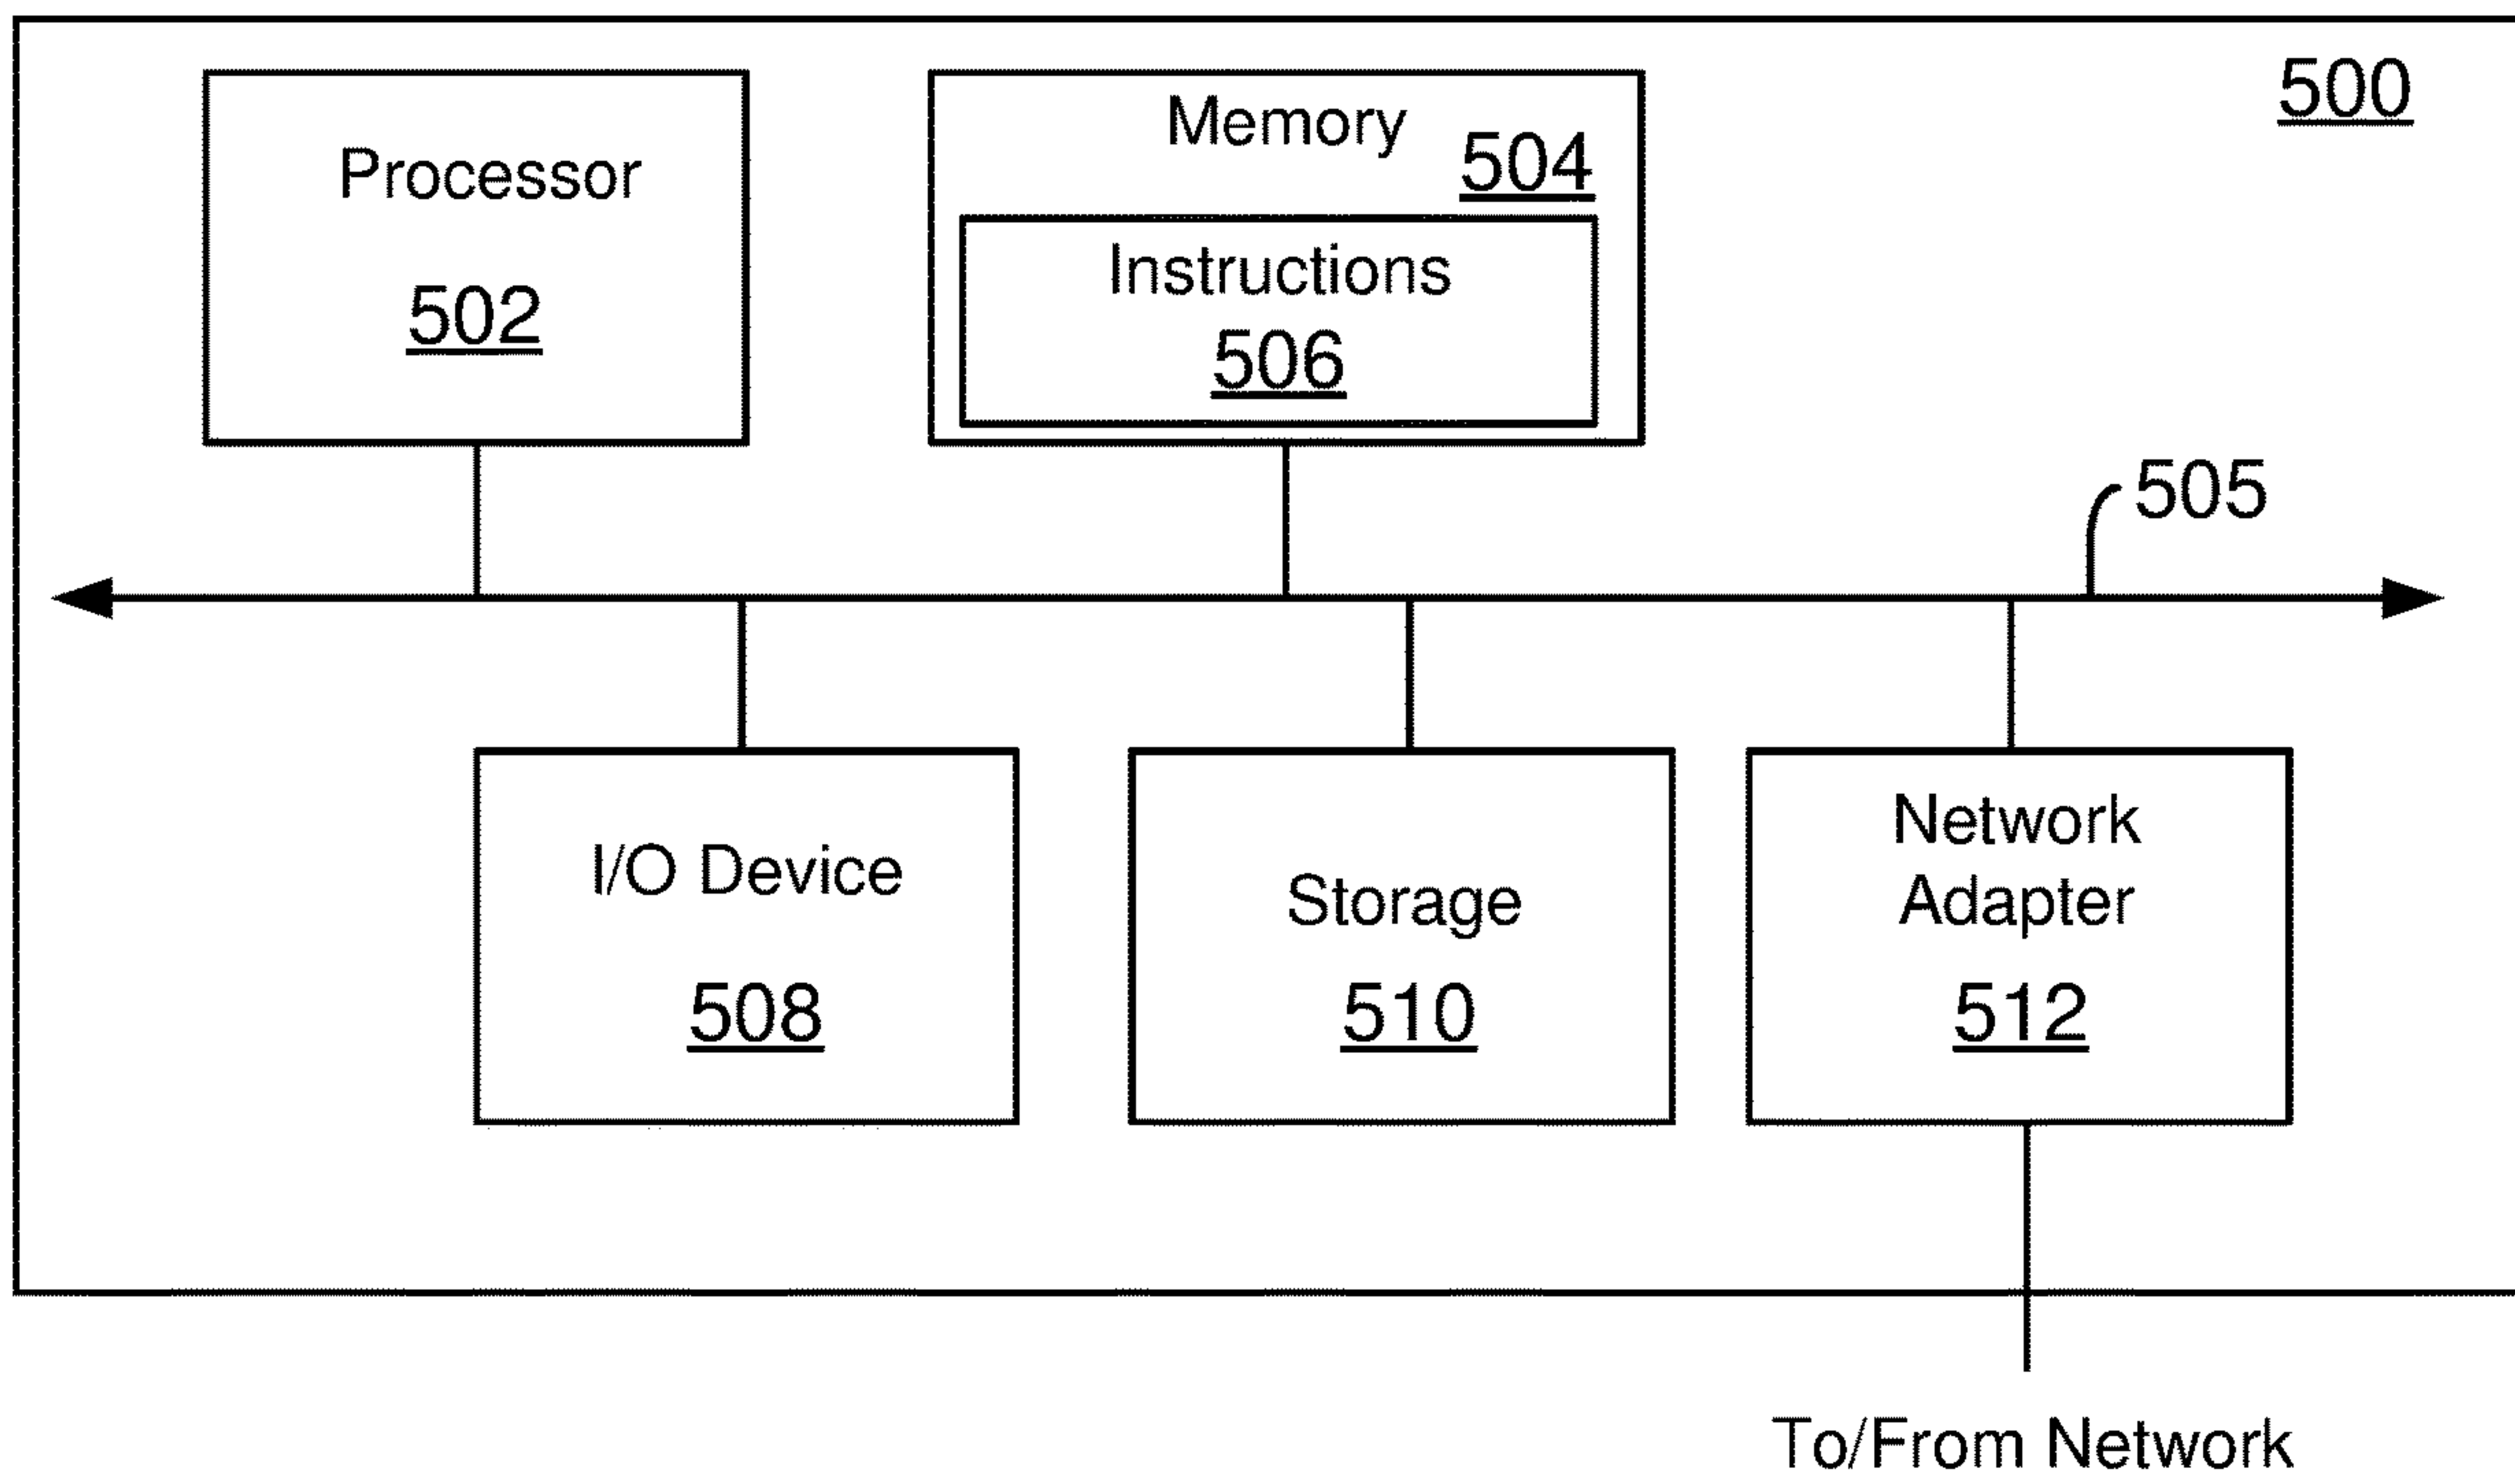 500
Processor
502
Memory
504
Instructions
506
505
I/O Device
508
Storage
510
Network
Adapter
512
To/From Network